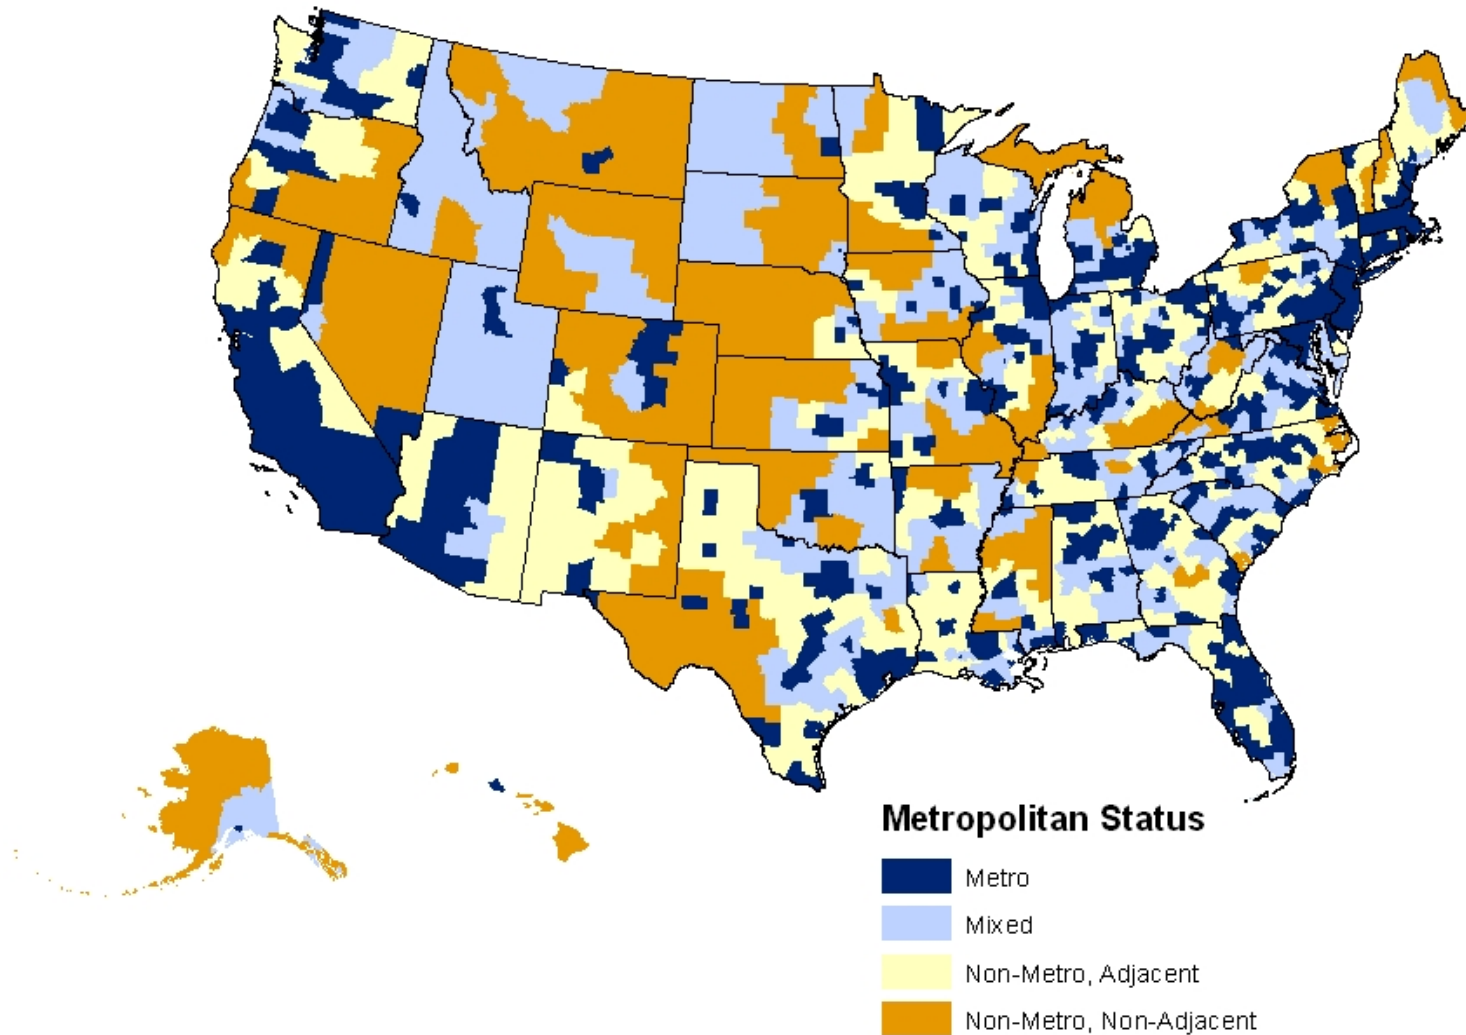 Metropolitan Status
Metro
Mixed
Non-Metro, Adjacent
Non-Metro, Non-Adjacent